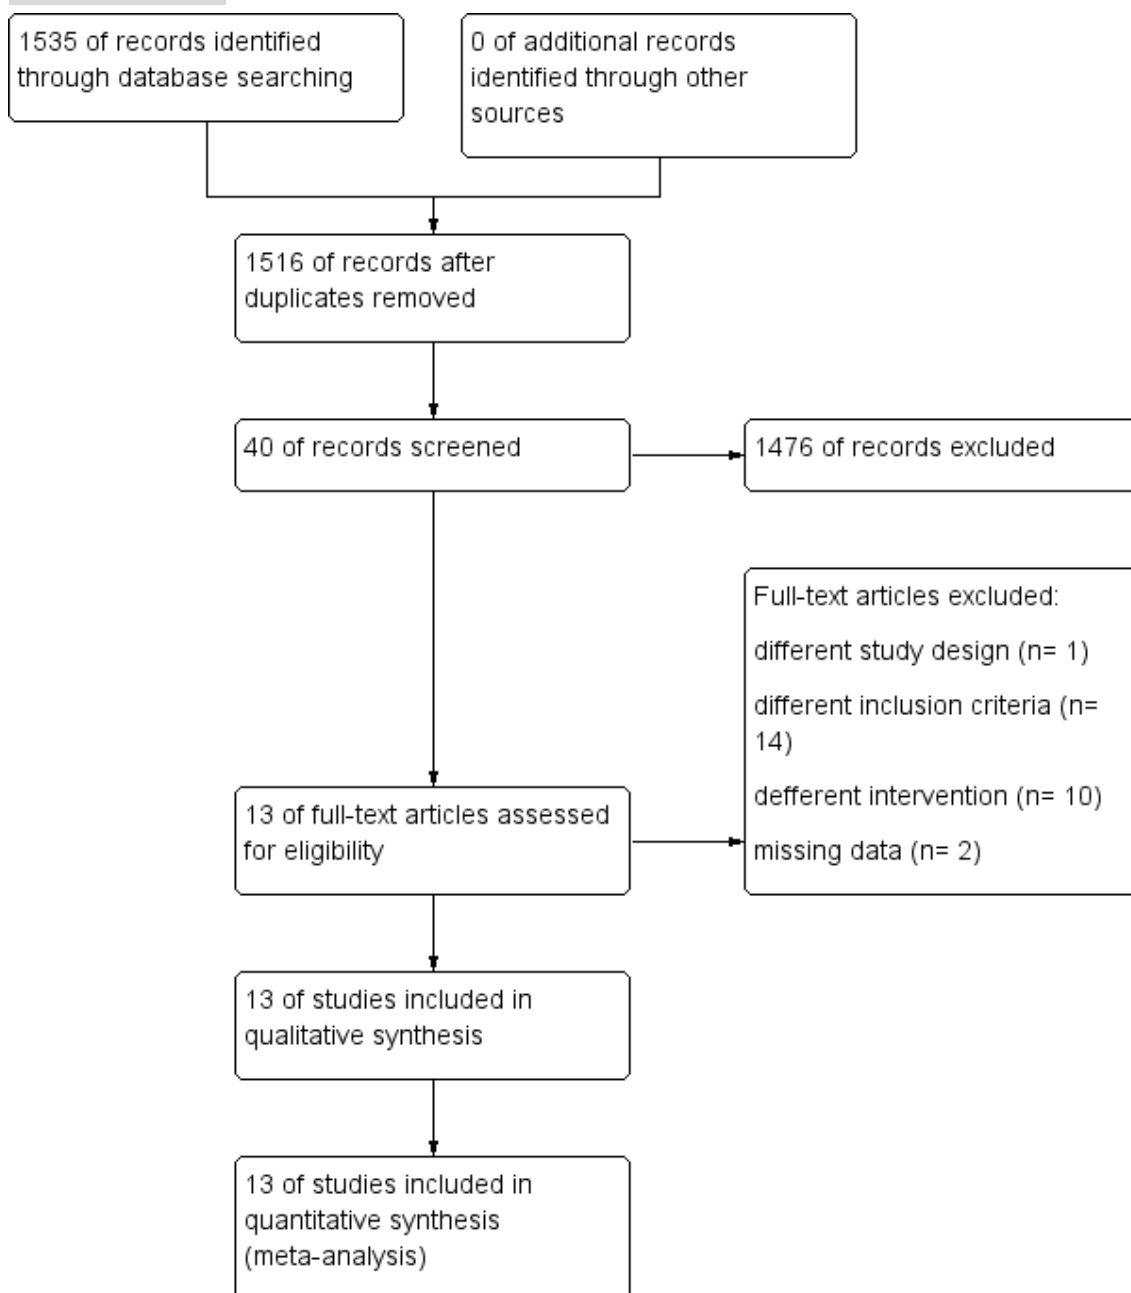 1535 of records identified
through database searching
0 of additional records
identified through other
sources
1516 of records after
duplicates removed
40 of records screened
1476 of records excluded
Full-text articles excluded:
different study design (n= 1)
different inclusion criteria (n=
14)
defferent intervention (n= 10)
missing data (n= 2)
13 of full-text articles assessed
for eligibility
13 of studies included in
qualitative synthesis
13 of studies included in
quantitative synthesis
(meta-analysis)